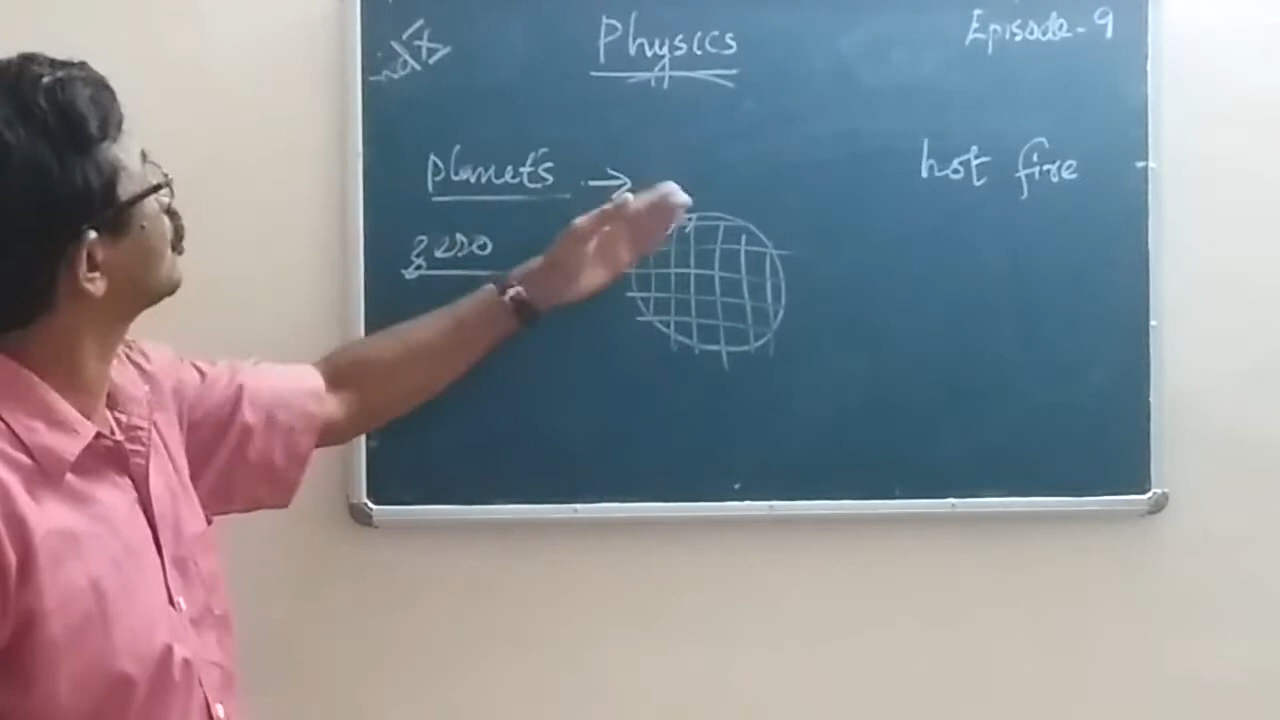 Physics
Episode-9
Planets →
hot fire
zero